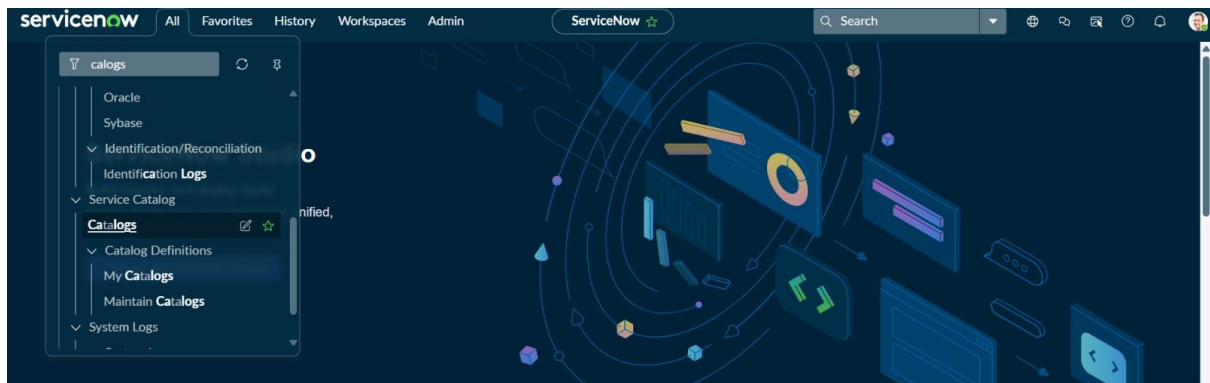 servicenow All Favorites History Workspaces Admin ServiceNow Search
calogs
Oracle
Sybase
Identification/Reconciliation
Identification Logs
Service Catalog
Catalogs
Catalog Definitions
My Catalogs
Maintain Catalogs
System Logs
o
nified,